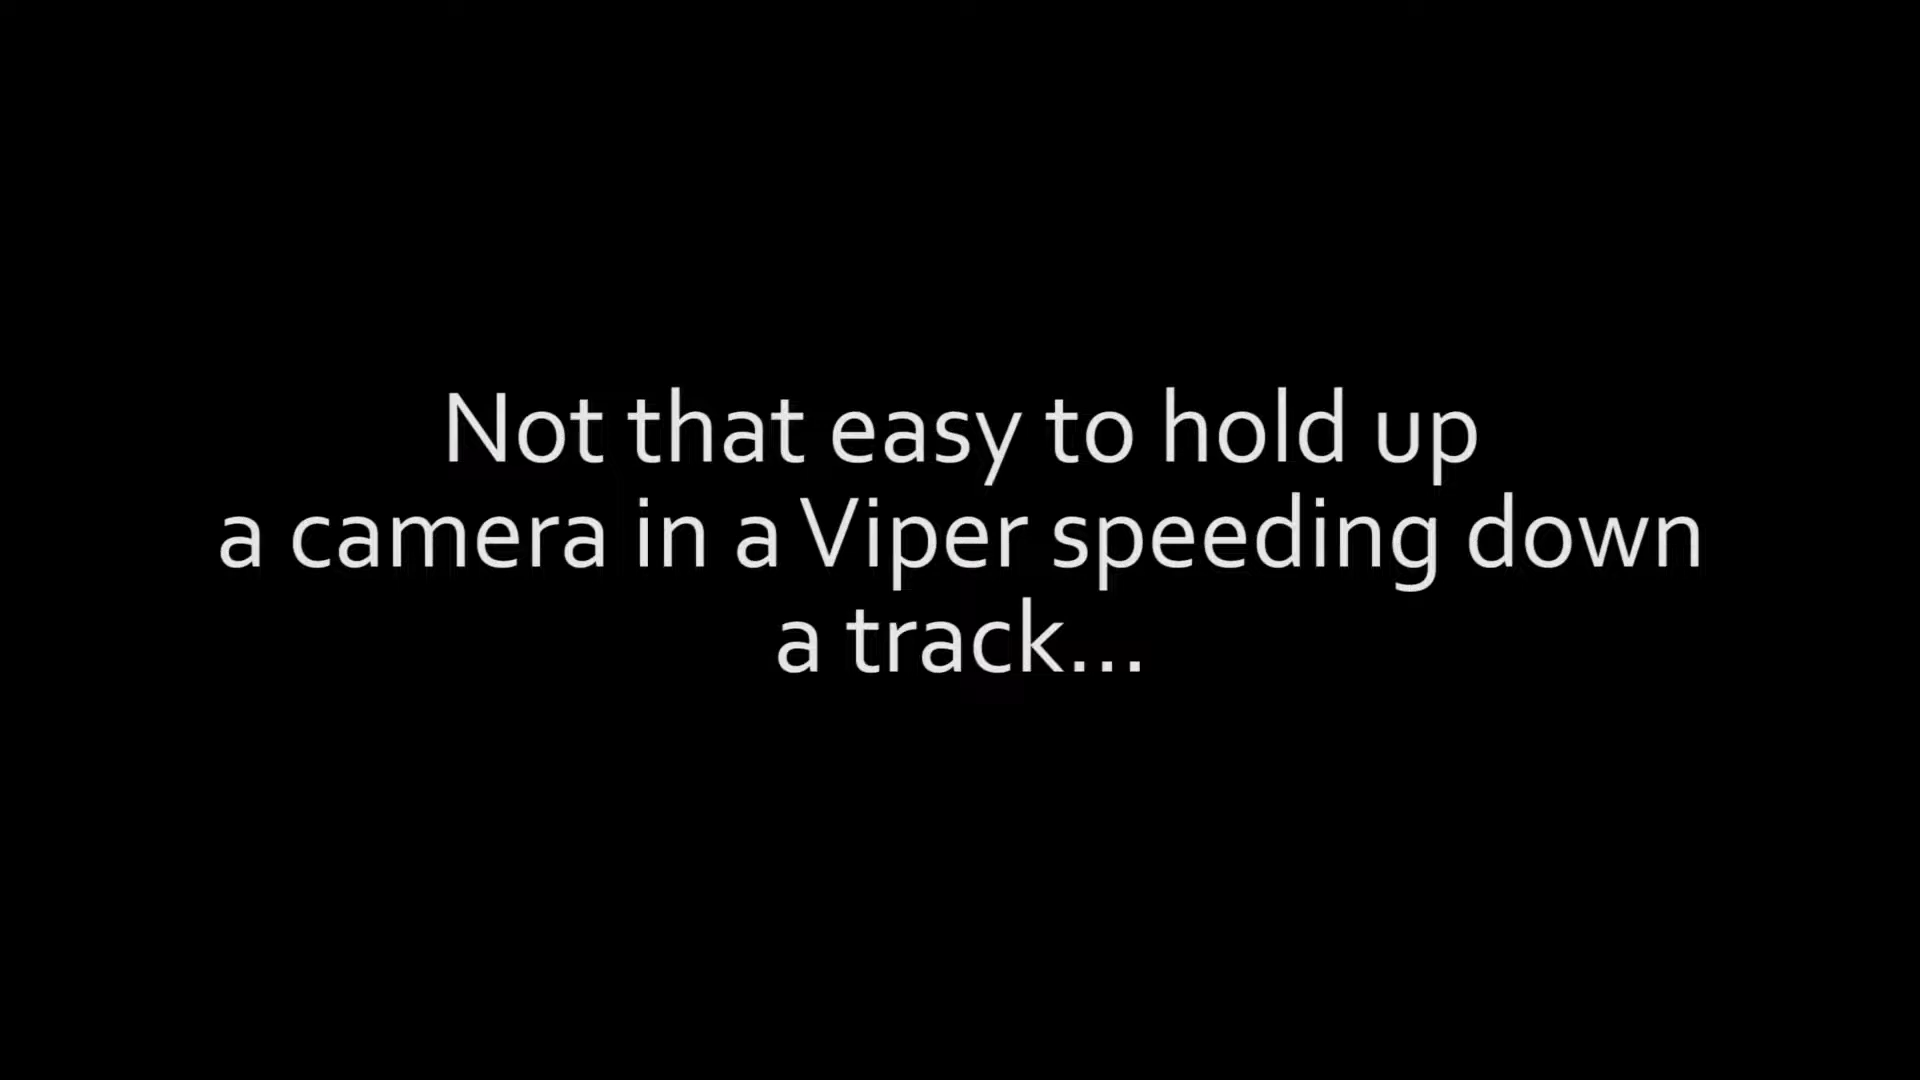 Not that easy to hold up
a camera in a Viper speeding down
a track...